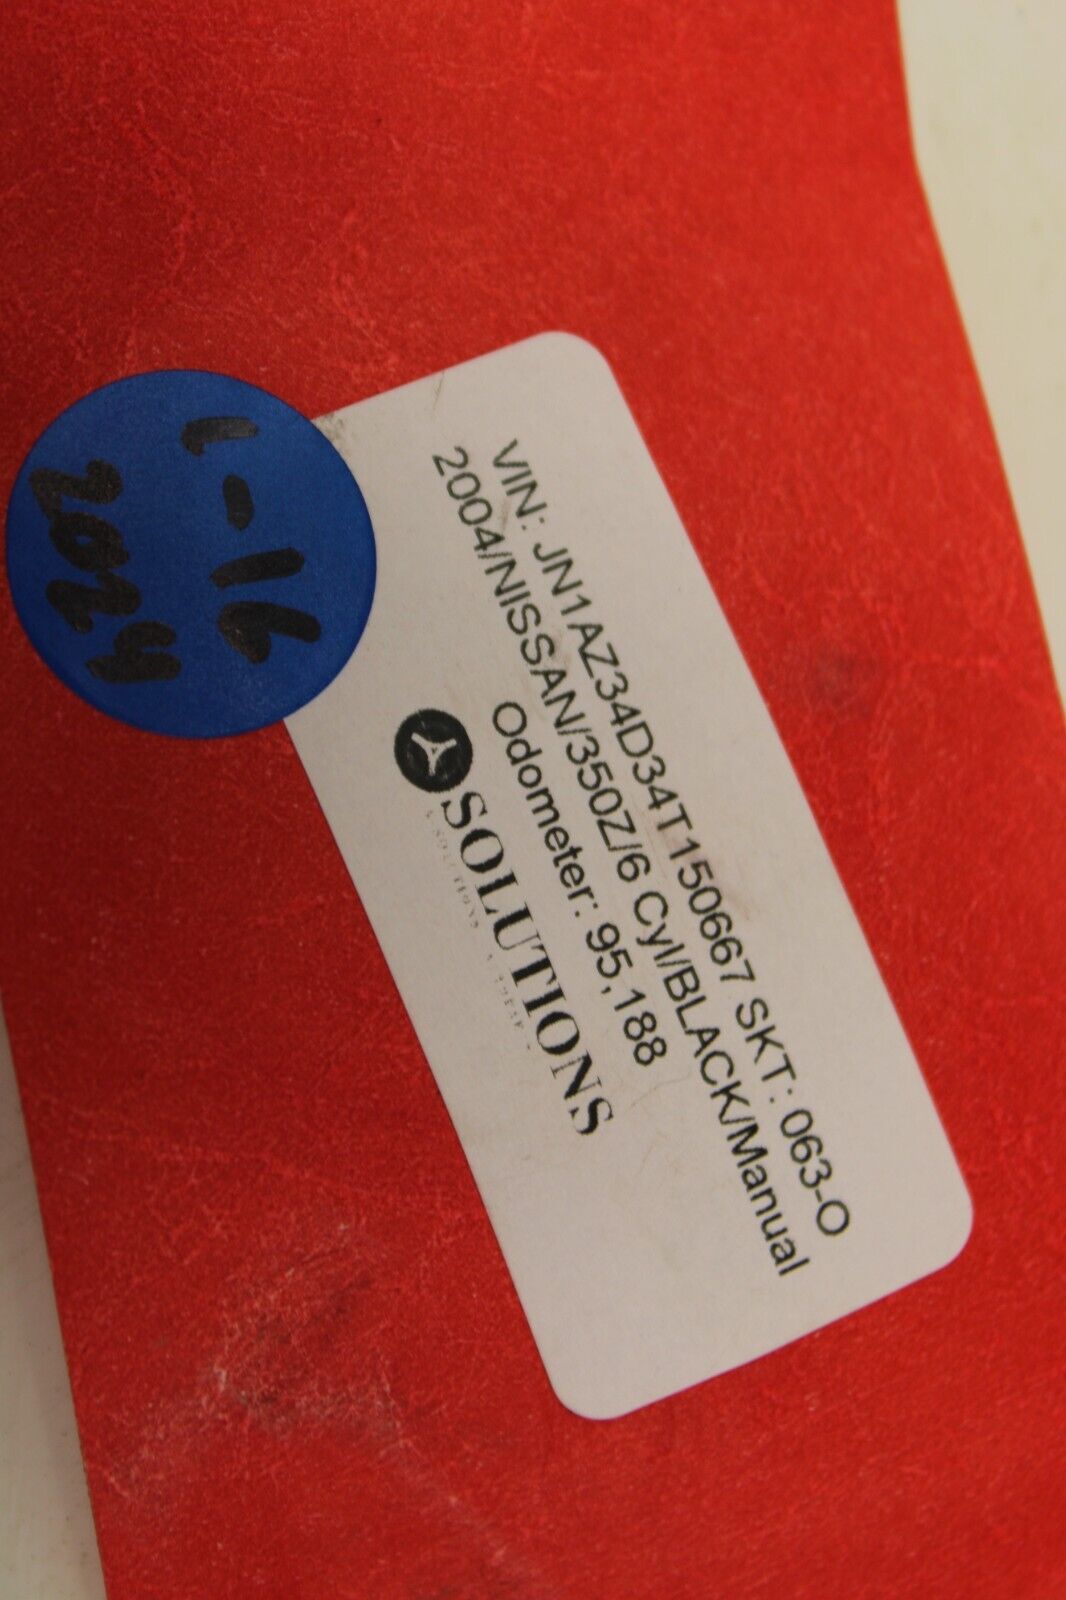 VIN: JN1AZ34D34T150667 SKT: 063-O
2004/NISSAN/350Z/6 Cyl/BLACK/Manual
Odometer: 95,188
SOLUTIONS
1-16
2024